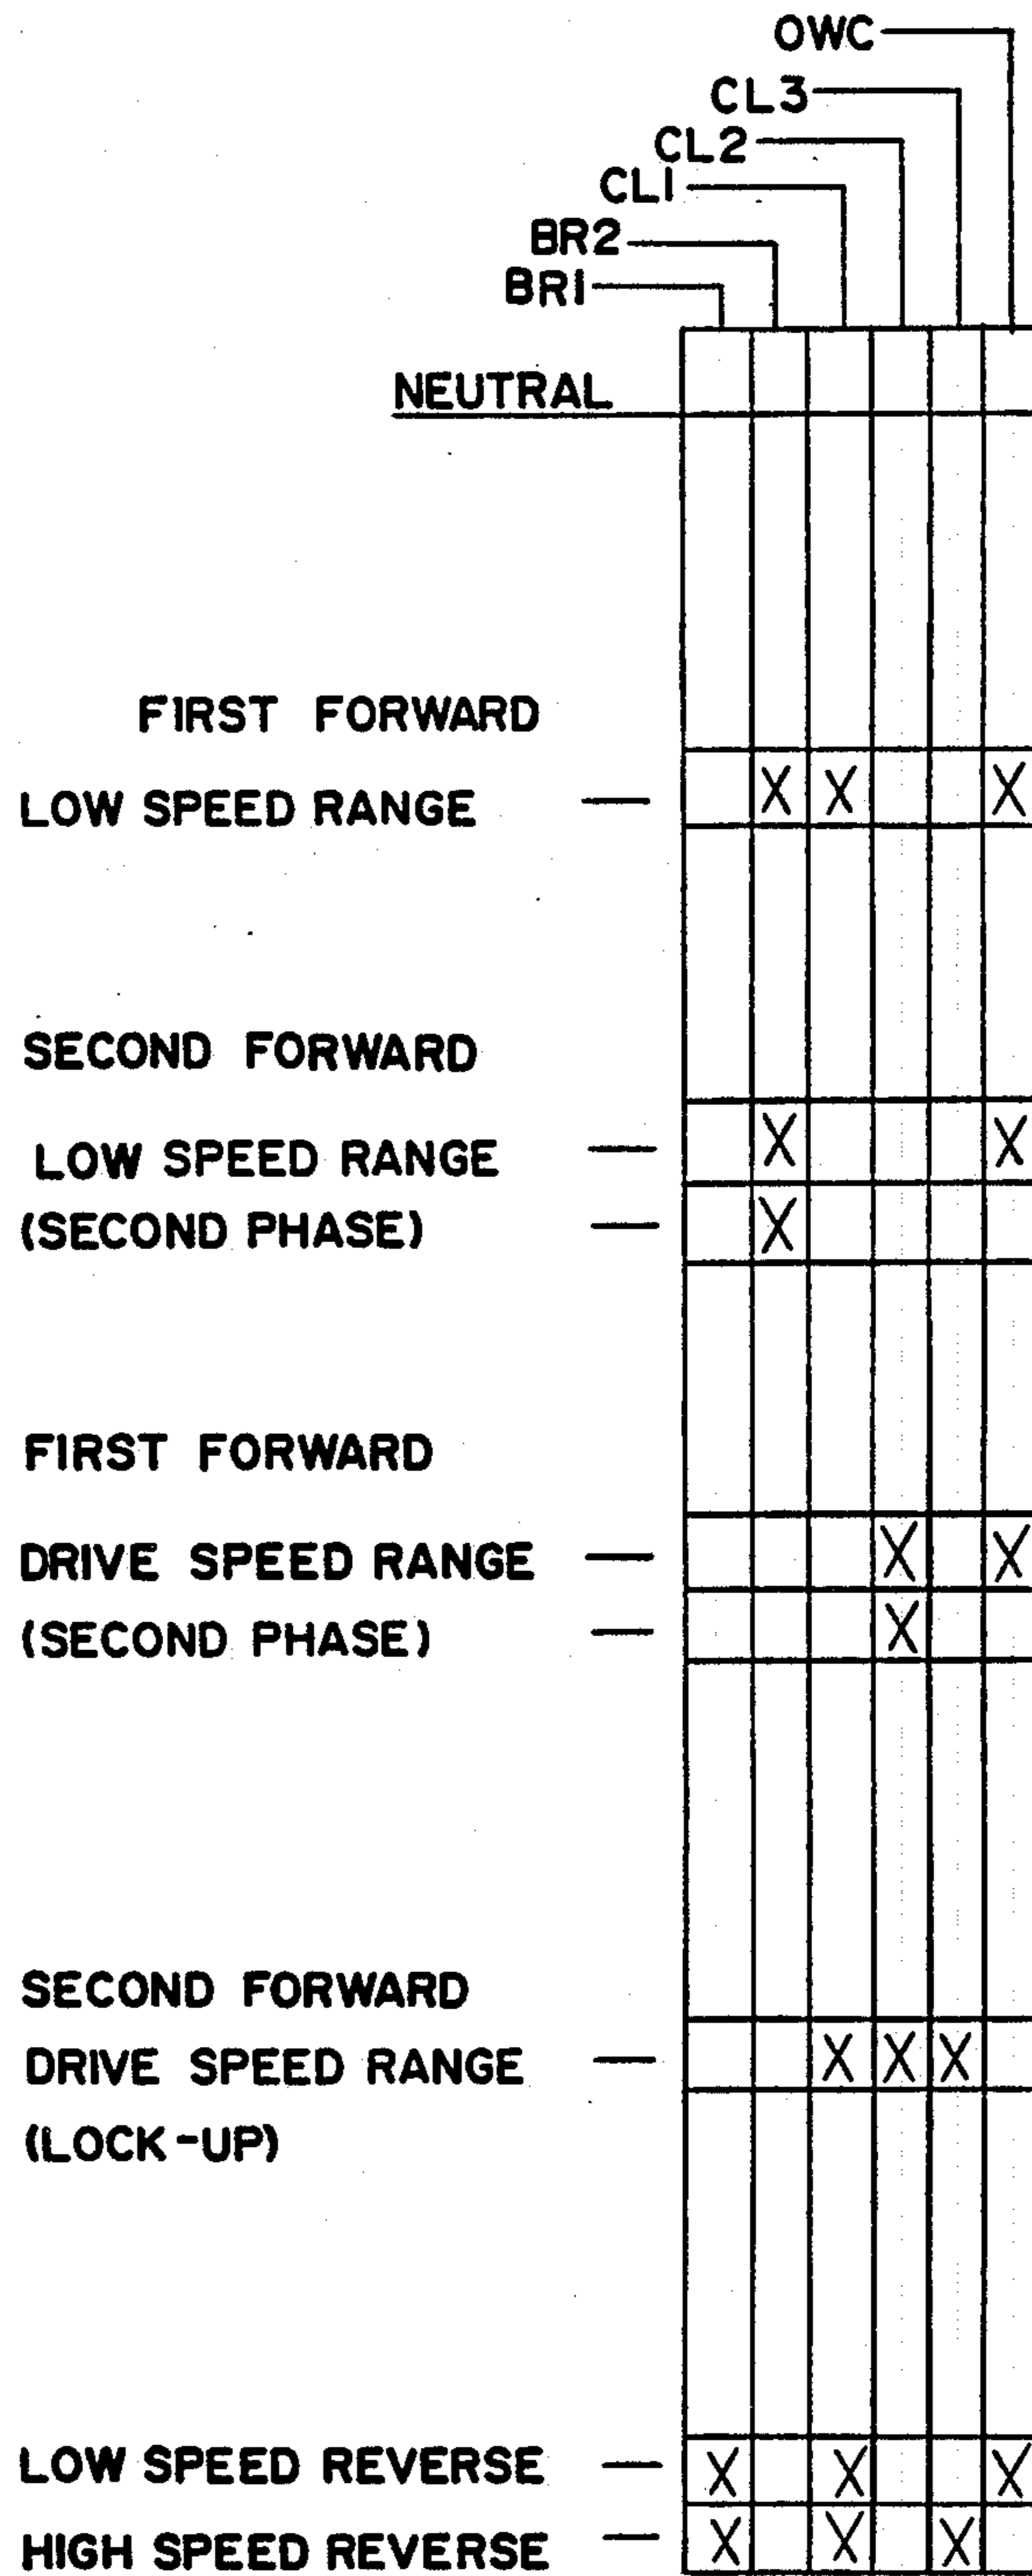 OWC
CL3
CL2
CL1
BR2
BR1
NEUTRAL
FIRST FORWARD
LOW SPEED RANGE — X X X
SECOND FORWARD
LOW SPEED RANGE — X X
(SECOND PHASE) — X
FIRST FORWARD
DRIVE SPEED RANGE — X X
(SECOND PHASE) — X
SECOND FORWARD
DRIVE SPEED RANGE — X X X
(LOCK-UP)
LOW SPEED REVERSE — X X X
HIGH SPEED REVERSE — X X X